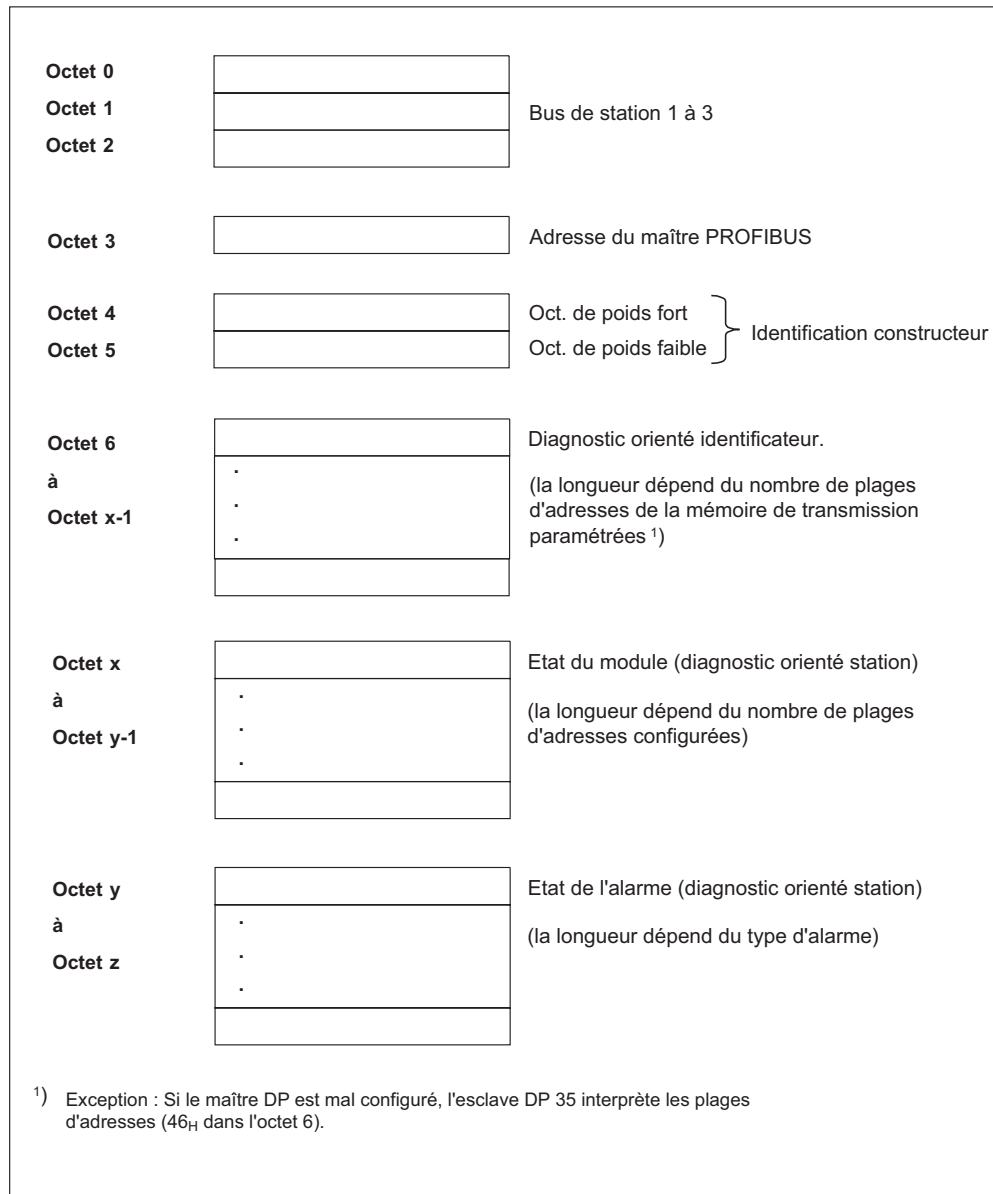 Octet 0
Octet 1
Octet 2
Bus de station 1 à 3
Octet 3
Adresse du maître PROFIBUS
Octet 4
Octet 5
Oct. de poids fort
Oct. de poids faible
Identification constructeur
Octet 6
à
Octet x-1
Diagnostic orienté identificateur.
(la longueur dépend du nombre de plages
d'adresses de la mémoire de transmission
paramétrées 1)
Octet x
à
Octet y-1
Etat du module (diagnostic orienté station)
(la longueur dépend du nombre de plages
d'adresses configurées)
Octet y
à
Octet z
Etat de l'alarme (diagnostic orienté station)
(la longueur dépend du type d'alarme)
1) Exception : Si le maître DP est mal configuré, l'esclave DP 35 interprète les plages
d'adresses (46H dans l'octet 6).